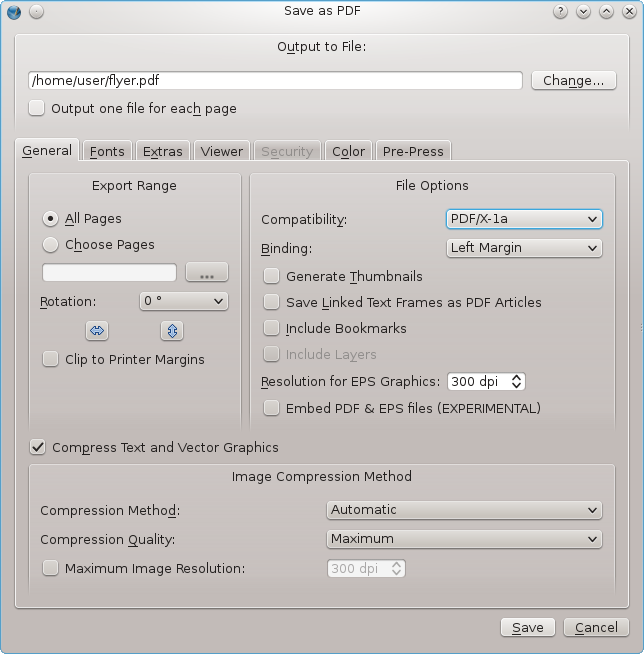 Save as PDF
Output to File:
/home/user/flyer.pdf Change...
Output one file for each page
General Fonts Extras Viewer Security Color Pre-Press
Export Range
All Pages
Choose Pages
...
Rotation: 0 °
Clip to Printer Margins
File Options
Compatibility: PDF/X-1a
Binding: Left Margin
Generate Thumbnails
Save Linked Text Frames as PDF Articles
Include Bookmarks
Include Layers
Resolution for EPS Graphics: 300 dpi
Embed PDF & EPS files (EXPERIMENTAL)
Compress Text and Vector Graphics
Image Compression Method
Compression Method: Automatic
Compression Quality: Maximum
Maximum Image Resolution: 300 dpi
Save Cancel